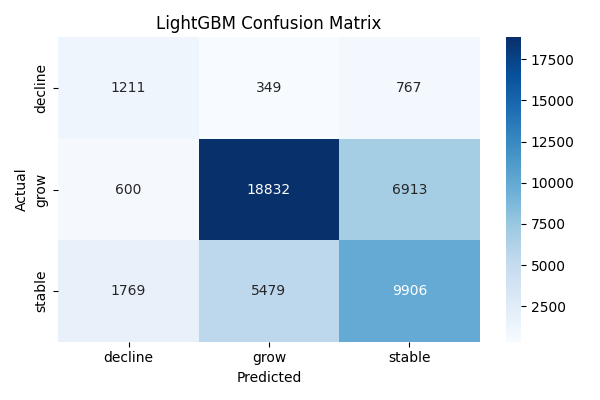 LightGBM Confusion Matrix
Actual
decline
1211 349 767
grow
600 18832 6913
stable
1769 5479 9906
decline grow stable
Predicted
17500
15000
12500
10000
7500
5000
2500